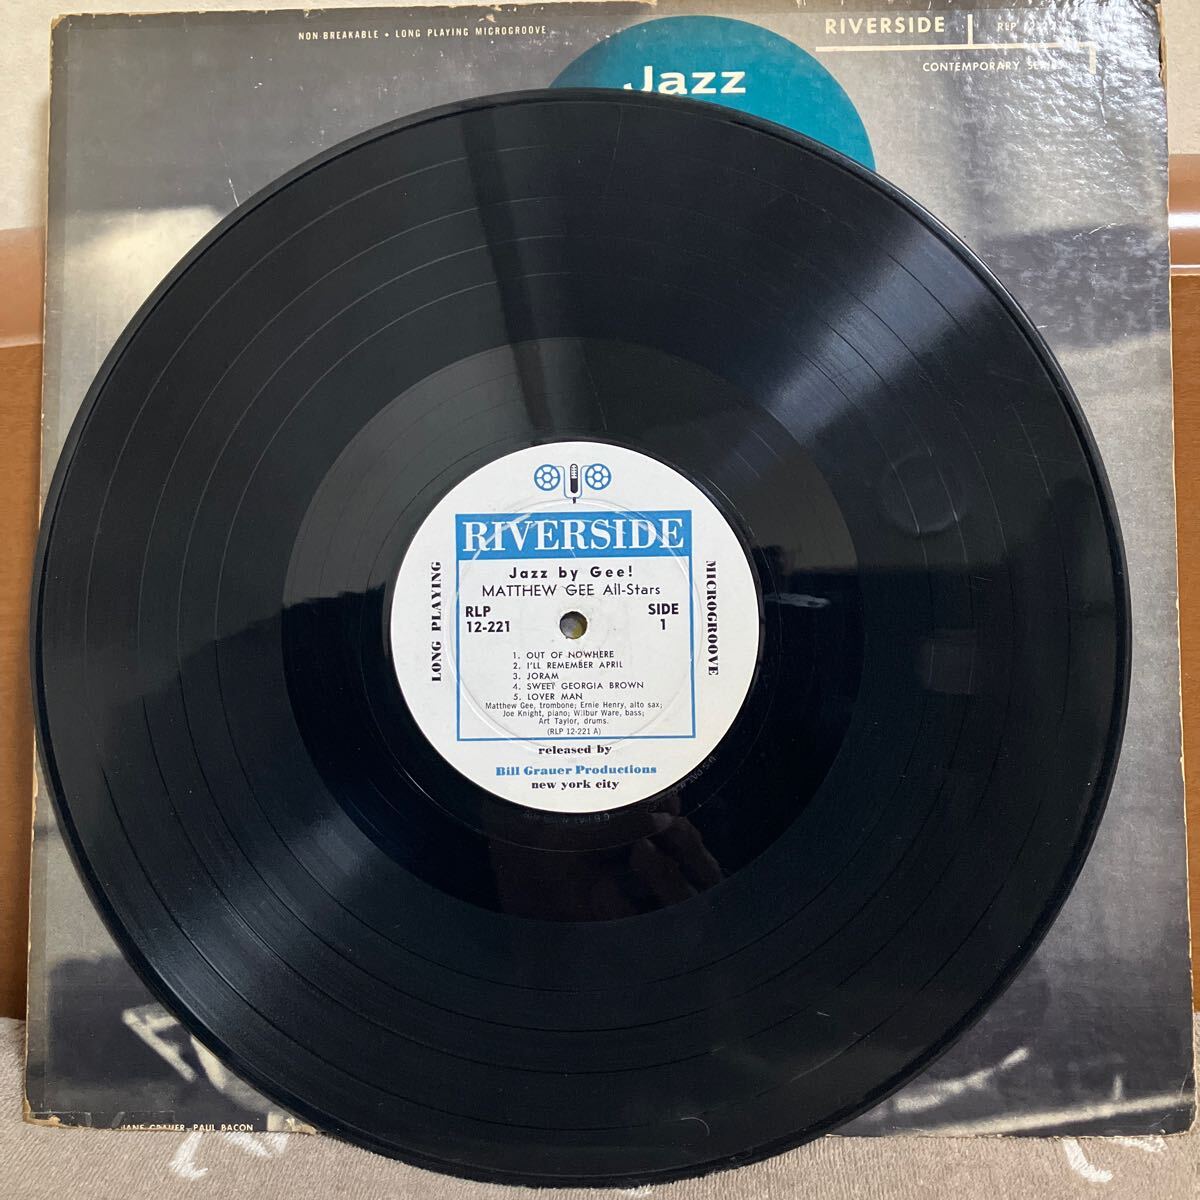 NON-BREAKABLE • LONG PLAYING MICROGROOVE
RIVERSIDE
RLP
CONTEMPORARY SERIES
Jazz
RIVERSIDE
Jazz by Gee!
MATTHEW GEE All-Stars
RLP
12-221
SIDE
1
LONG PLAYING
MICROGROOVE
1. OUT OF NOWHERE
2. I'LL REMEMBER APRIL
3. JORAM
4. SWEET GEORGIA BROWN
5. LOVER MAN
Matthew Gee, trombone; Ernie Henry, alto sax;
Joe Knight, piano; Wilbur Ware, bass;
Art Taylor, drums.
(RLP 12-221 A)
released by
Bill Grauer Productions
new york city
JANE GRAUER–PAUL BACON